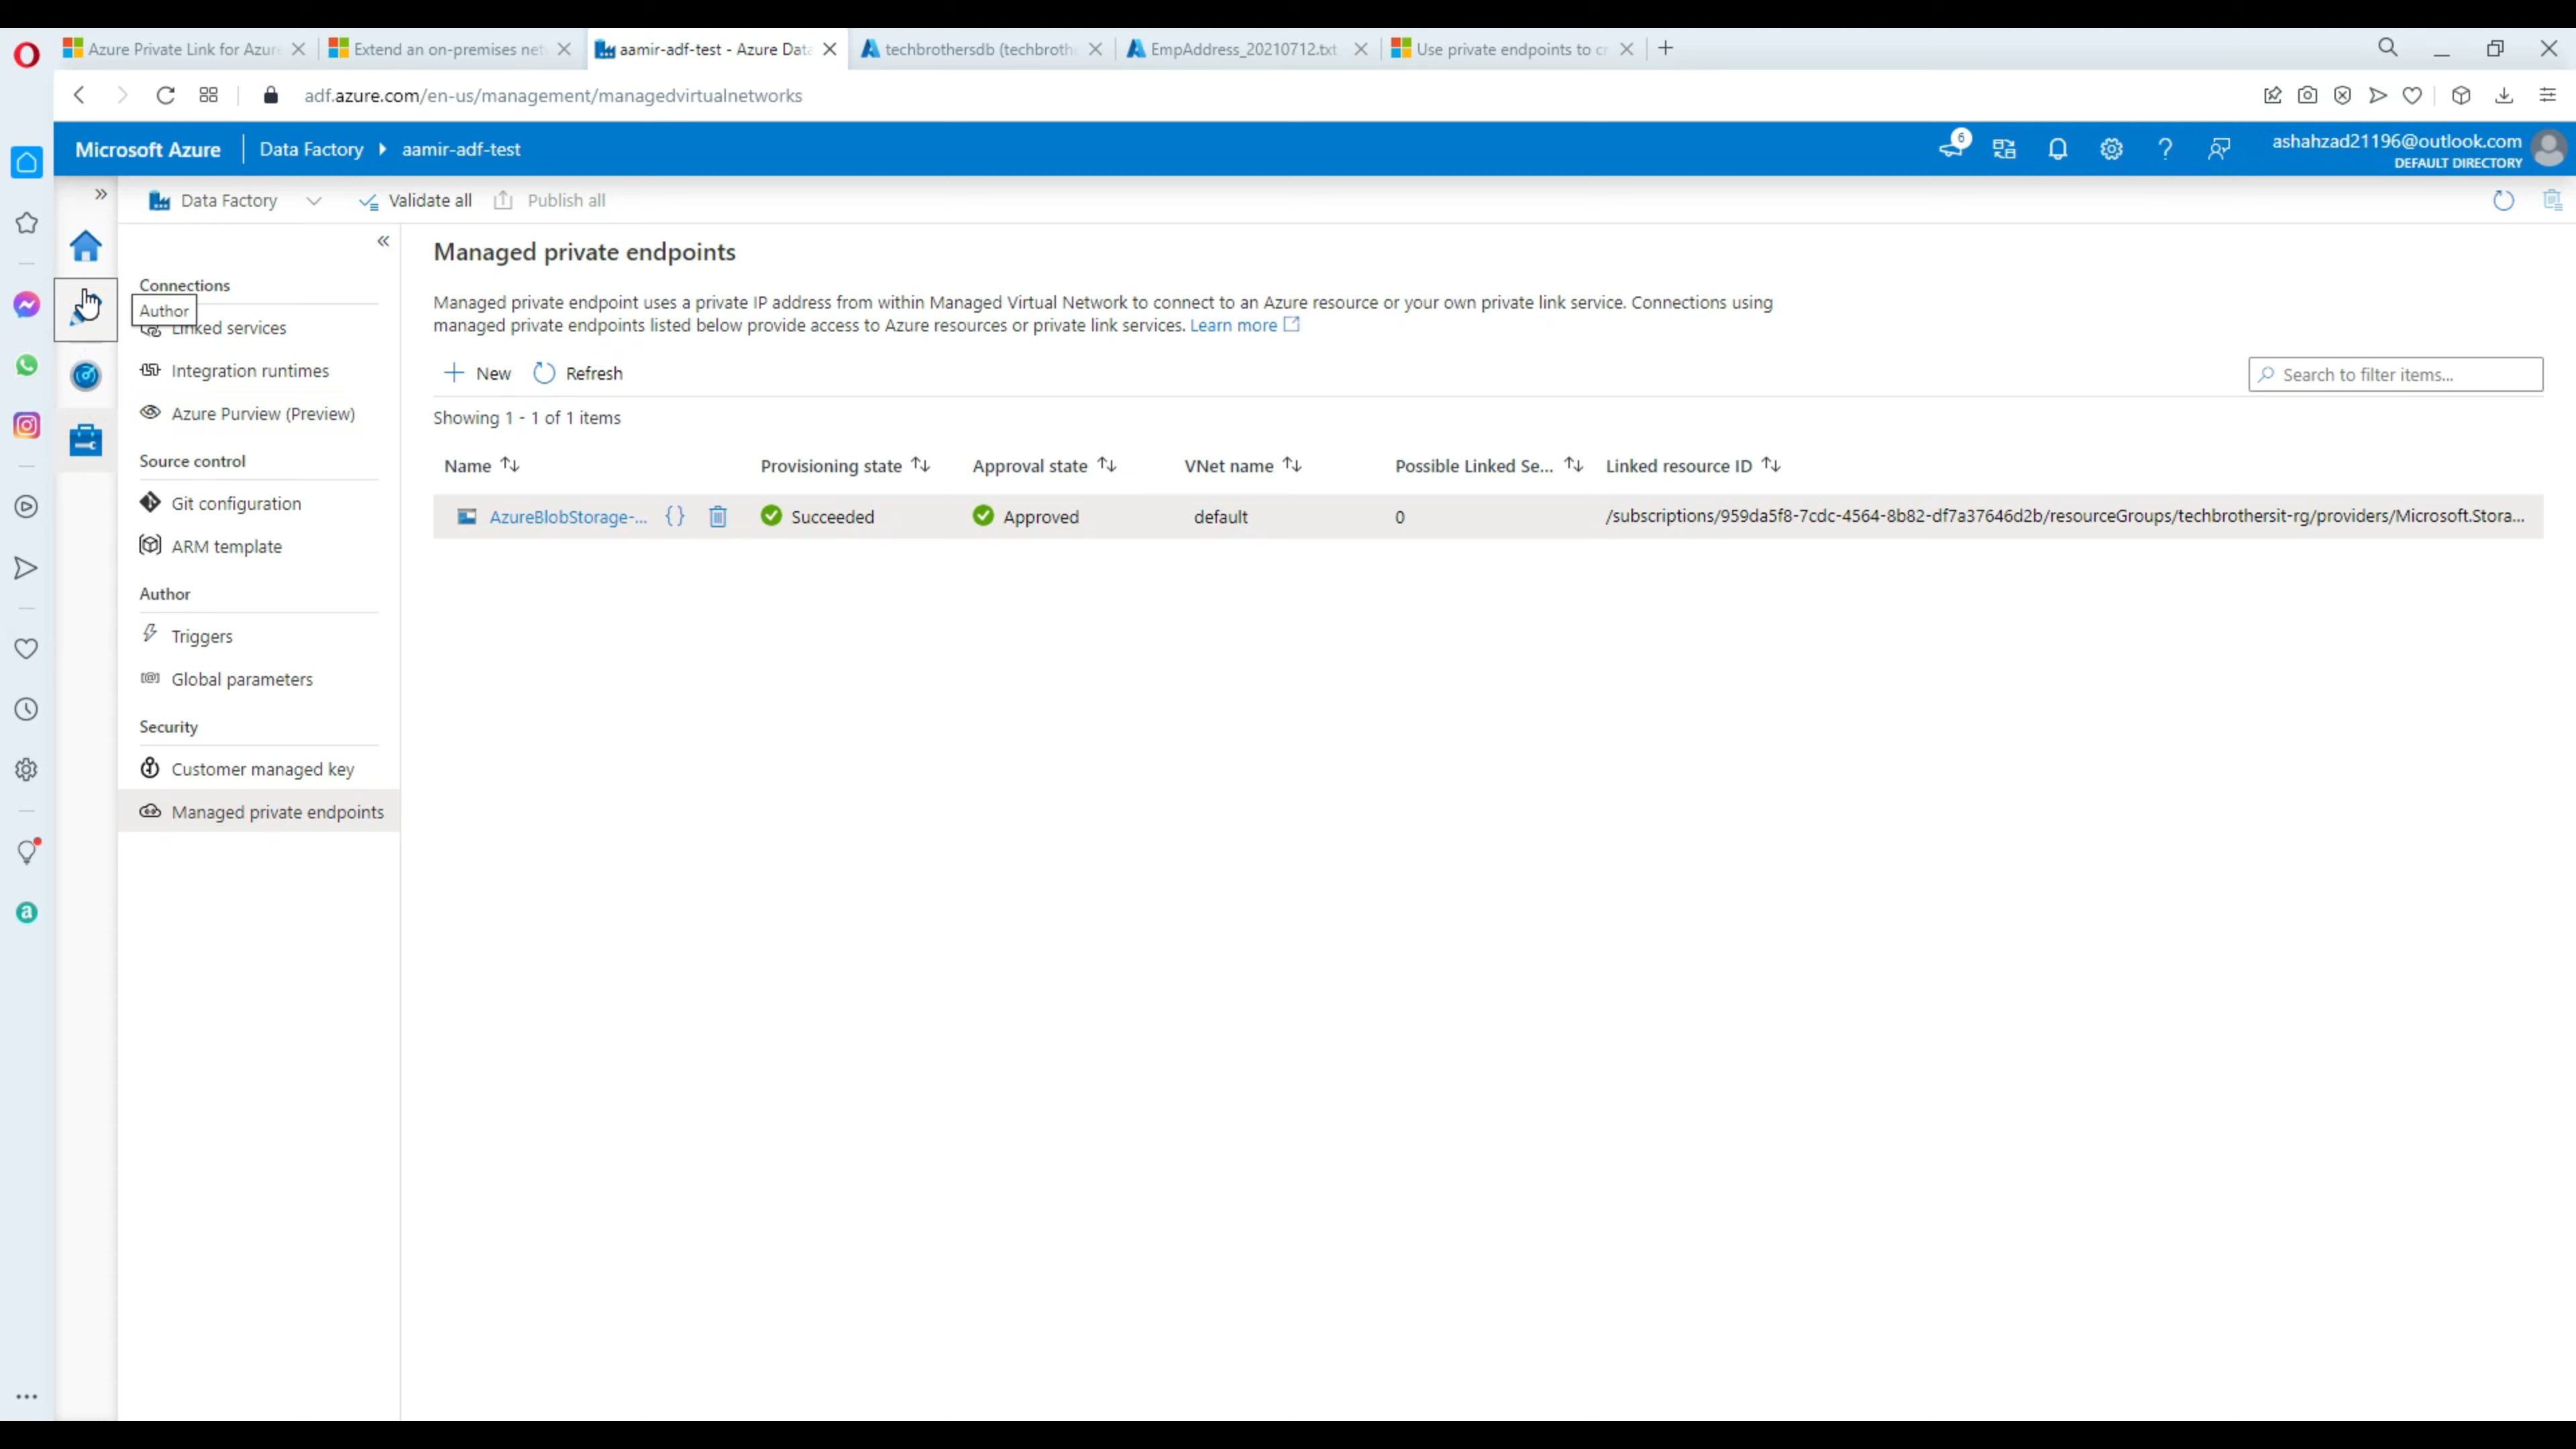 Azure Private Link for Azure
Extend an on-premises net
aamir-adf-test - Azure Data
techbrothersdb (techbrothe
EmpAddress_20210712.txt
Use private endpoints to cr
adf.azure.com/en-us/management/managedvirtualnetworks
Microsoft Azure
Data Factory
aamir-adf-test
6
ashahzad21196@outlook.com
DEFAULT DIRECTORY
Data Factory
Validate all
Publish all
Connections
Author
Linked services
Integration runtimes
Azure Purview (Preview)
Source control
Git configuration
ARM template
Author
Triggers
Global parameters
Security
Customer managed key
Managed private endpoints
Managed private endpoints
Managed private endpoint uses a private IP address from within Managed Virtual Network to connect to an Azure resource or your own private link service. Connections using
managed private endpoints listed below provide access to Azure resources or private link services. Learn more
New
Refresh
Search to filter items...
Showing 1 - 1 of 1 items
Name
Provisioning state
Approval state
VNet name
Possible Linked Se...
Linked resource ID
AzureBlobStorage-...
{}
Succeeded
Approved
default
0
/subscriptions/959da5f8-7cdc-4564-8b82-df7a37646d2b/resourceGroups/techbrothersit-rg/providers/Microsoft.Stora...